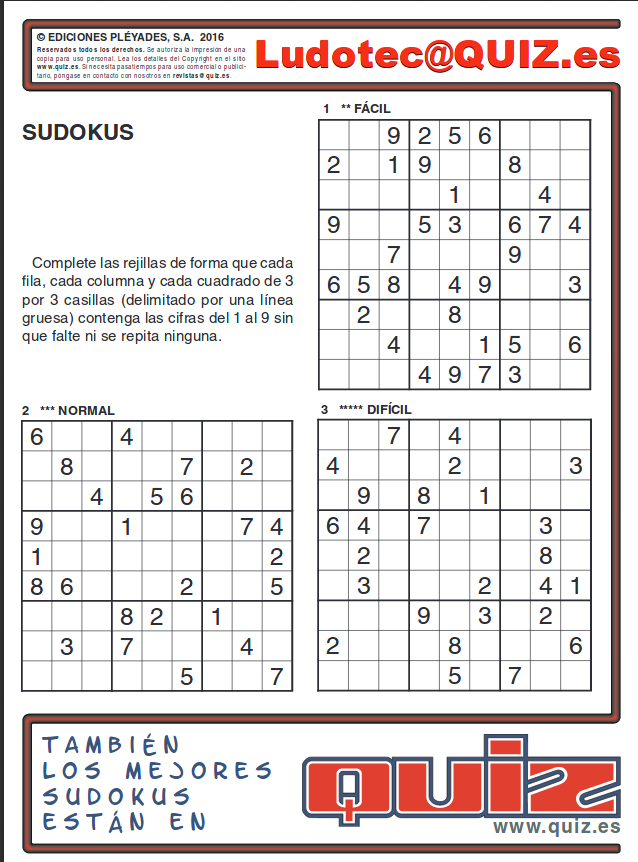 © EDICIONES PLÉYADES, S.A. 2016
Reservados todos los derechos. Se autoriza la impresión de una
copia para uso personal. Lea los detalles del Copyright en el sitio
www.quiz.es. Si necesita pasatiempos para uso comercial o publici-
tario, póngase en contacto con nosotros en revistas@quiz.es.
Ludotec@QUIZ.es
SUDOKUS
Complete las rejillas de forma que cada
fila, cada columna y cada cuadrado de 3
por 3 casillas (delimitado por una línea
gruesa) contenga las cifras del 1 al 9 sin
que falte ni se repita ninguna.
1 ** FÁCIL
9 2 5 6
2 1 9 8
1 4
9 5 3 6 7 4
7 9
6 5 8 4 9 3
2 8
4 1 5 6
4 9 7 3
2 *** NORMAL
6 4
8 7 2
4 5 6
9 1 7 4
1 2
8 6 2 5
8 2 1
3 7 4
5 7
3 ***** DIFÍCIL
7 4
4 2 3
9 8 1
6 4 7 3
2 8
3 2 4 1
9 3 2
2 8 6
5 7
TAMBIÉN
LOS MEJORES
SUDOKUS
ESTÁN EN
QUIZ
www.quiz.es